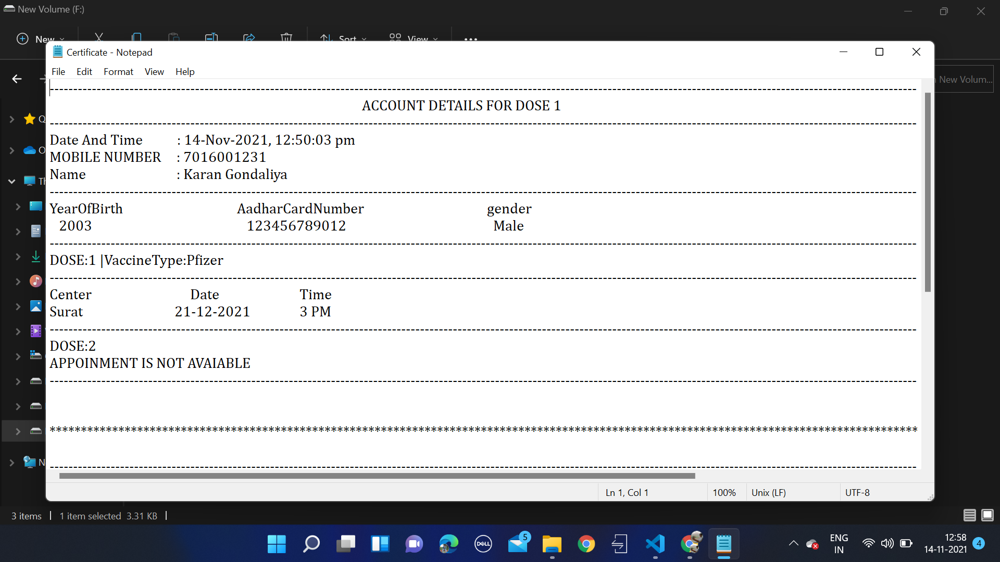 New Volume (F:)
New
Sort
View
Certificate - Notepad
File Edit Format View Help
New Volum...
------------------------------------------------------------------------------------------------------------------------
ACCOUNT DETAILS FOR DOSE 1
------------------------------------------------------------------------------------------------------------------------
Date And Time : 14-Nov-2021, 12:50:03 pm
MOBILE NUMBER : 7016001231
Name : Karan Gondaliya
------------------------------------------------------------------------------------------------------------------------
YearOfBirth AadharCardNumber gender
2003 123456789012 Male
------------------------------------------------------------------------------------------------------------------------
DOSE:1 |VaccineType:Pfizer
------------------------------------------------------------------------------------------------------------------------
Center Date Time
Surat 21-12-2021 3 PM
------------------------------------------------------------------------------------------------------------------------
DOSE:2
APPOINMENT IS NOT AVAIABLE
------------------------------------------------------------------------------------------------------------------------
************************************************************************************************************************
------------------------------------------------------------------------------------------------------------------------
Ln 1, Col 1 100% Unix (LF) UTF-8
3 items 1 item selected 3.31 KB
DELL
5
ENG
IN
12:58
14-11-2021
4